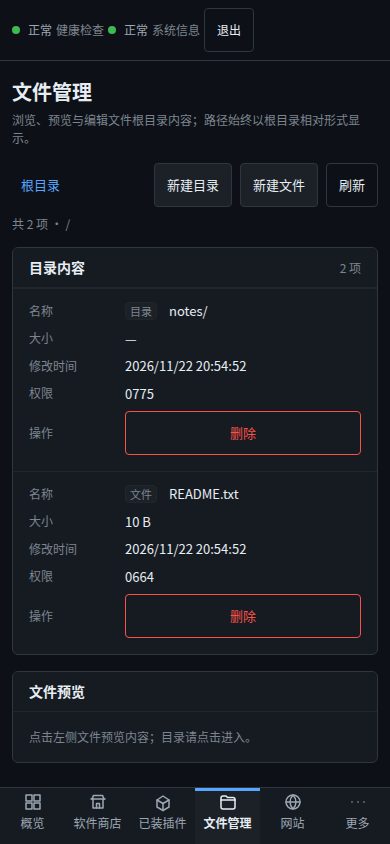 正常 健康检查 正常 系统信息 退出
文件管理
浏览、预览与编辑文件根目录内容；路径始终以根目录相对形式显
示。
根目录 新建目录 新建文件 刷新
共 2 项 · /
目录内容 2 项
名称 目录 notes/
大小 —
修改时间 2026/11/22 20:54:52
权限 0775
操作 删除
名称 文件 README.txt
大小 10 B
修改时间 2026/11/22 20:54:52
权限 0664
操作 删除
文件预览
点击左侧文件预览内容；目录请点击进入。
概览 软件商店 已装插件 文件管理 网站 更多